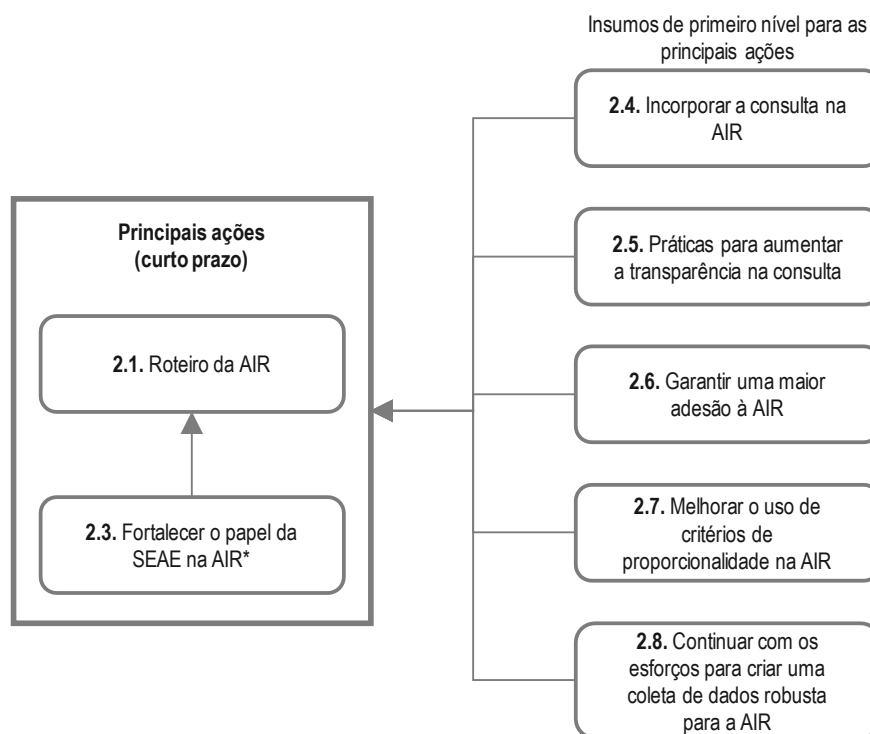 Insumos de primeiro nível para as
principais ações
2.4. Incorporar a consulta na
AIR
Principais ações
(curto prazo)
2.5. Práticas para aumentar
a transparência na consulta
2.1. Roteiro da AIR
2.6. Garantir uma maior
adesão à AIR
2.3. Fortalecer o papel da
SEAE na AIR*
2.7. Melhorar o uso de
critérios de
proporcionalidade na AIR
2.8. Continuar com os
esforços para criar uma
coleta de dados robusta
para a AIR